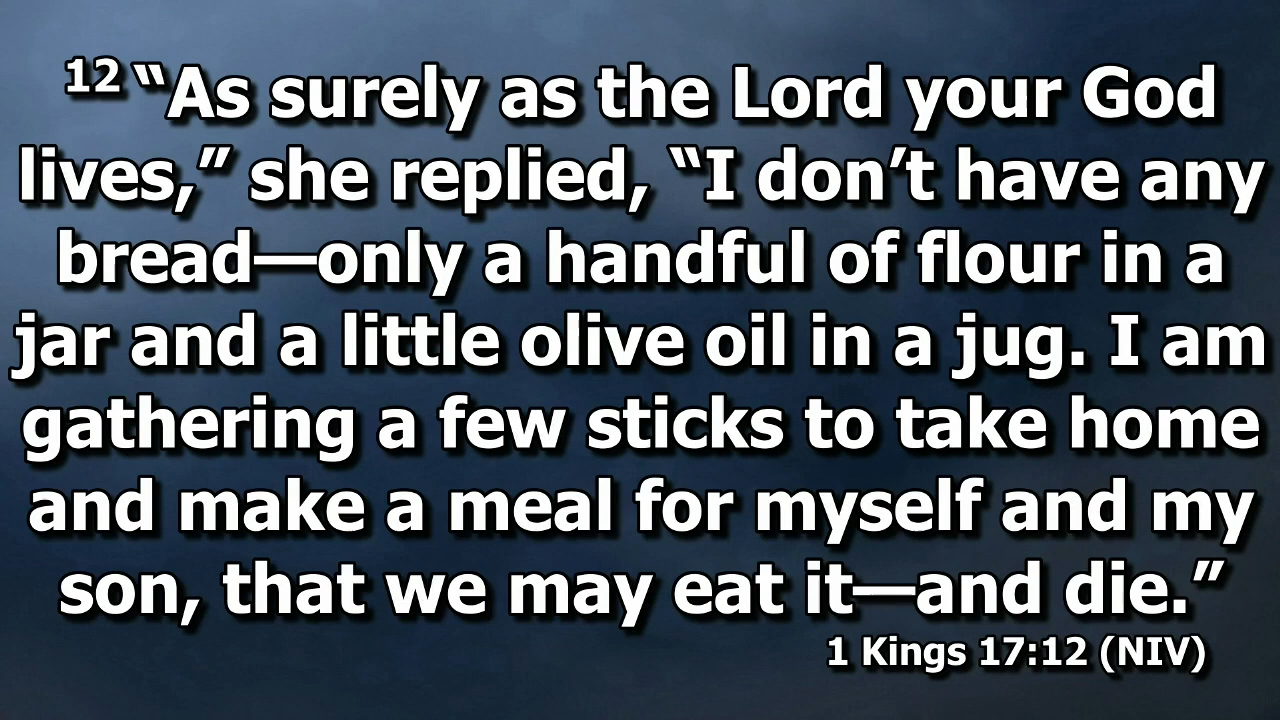 12 “As surely as the Lord your God
lives,” she replied, “I don’t have any
bread—only a handful of flour in a
jar and a little olive oil in a jug. I am
gathering a few sticks to take home
and make a meal for myself and my
son, that we may eat it—and die.”
1 Kings 17:12 (NIV)